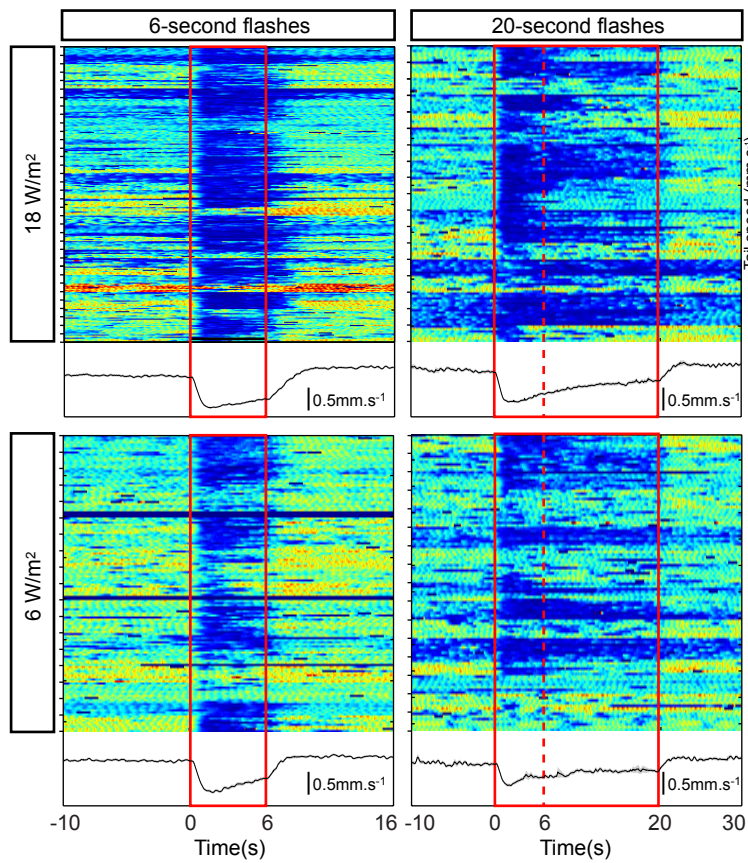 6-second flashes
20-second flashes
18 W/m²
0.5mm.s⁻¹
0.5mm.s⁻¹
6 W/m²
0.5mm.s⁻¹
0.5mm.s⁻¹
-10 0 6 16
-10 0 6 20 30
Time(s)
Time(s)